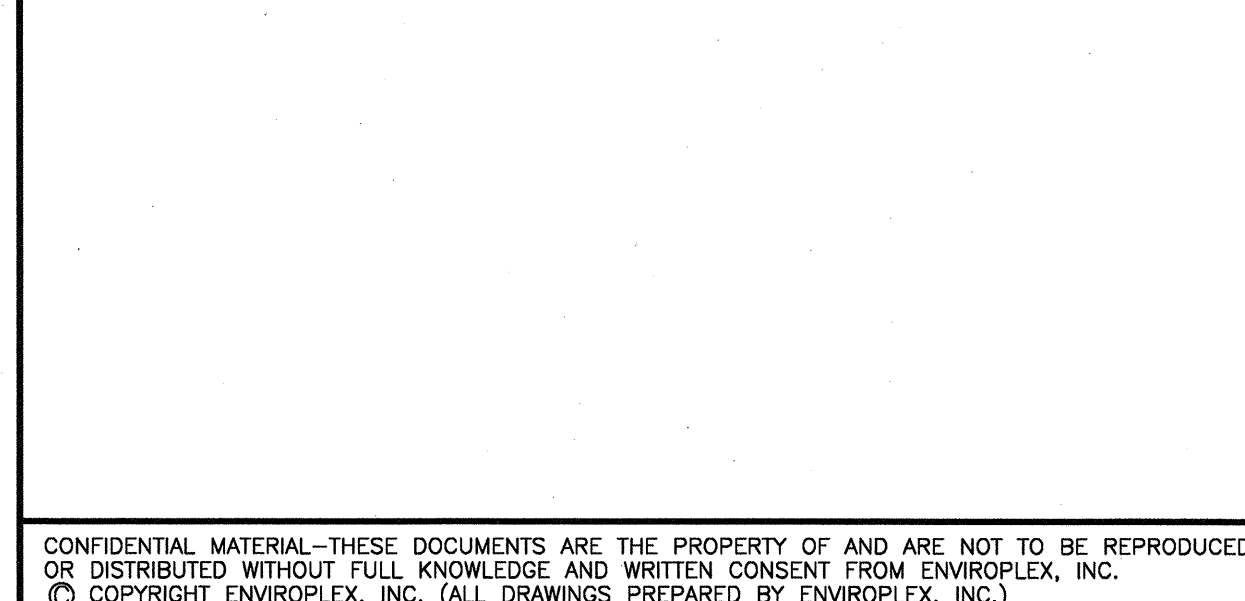 CONFIDENTIAL MATERIAL–THESE DOCUMENTS ARE THE PROPERTY OF AND ARE NOT TO BE REPRODUCED
OR DISTRIBUTED WITHOUT FULL KNOWLEDGE AND WRITTEN CONSENT FROM ENVIROPLEX, INC.
© COPYRIGHT ENVIROPLEX, INC. (ALL DRAWINGS PREPARED BY ENVIROPLEX, INC.)